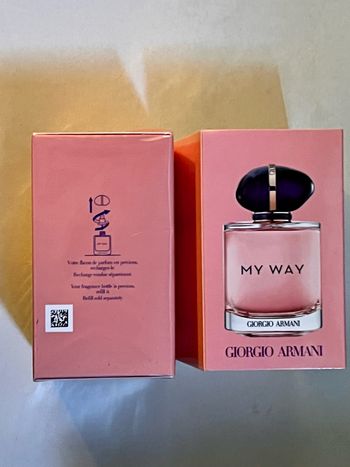 Votre flacon de parfum est précieux,
rechargez-le
Recharge vendue séparément.
Your fragrance bottle is precious,
refill it
Refill sold separately
MY WAY
GIORGIO ARMANI
GIORGIO ARMANI